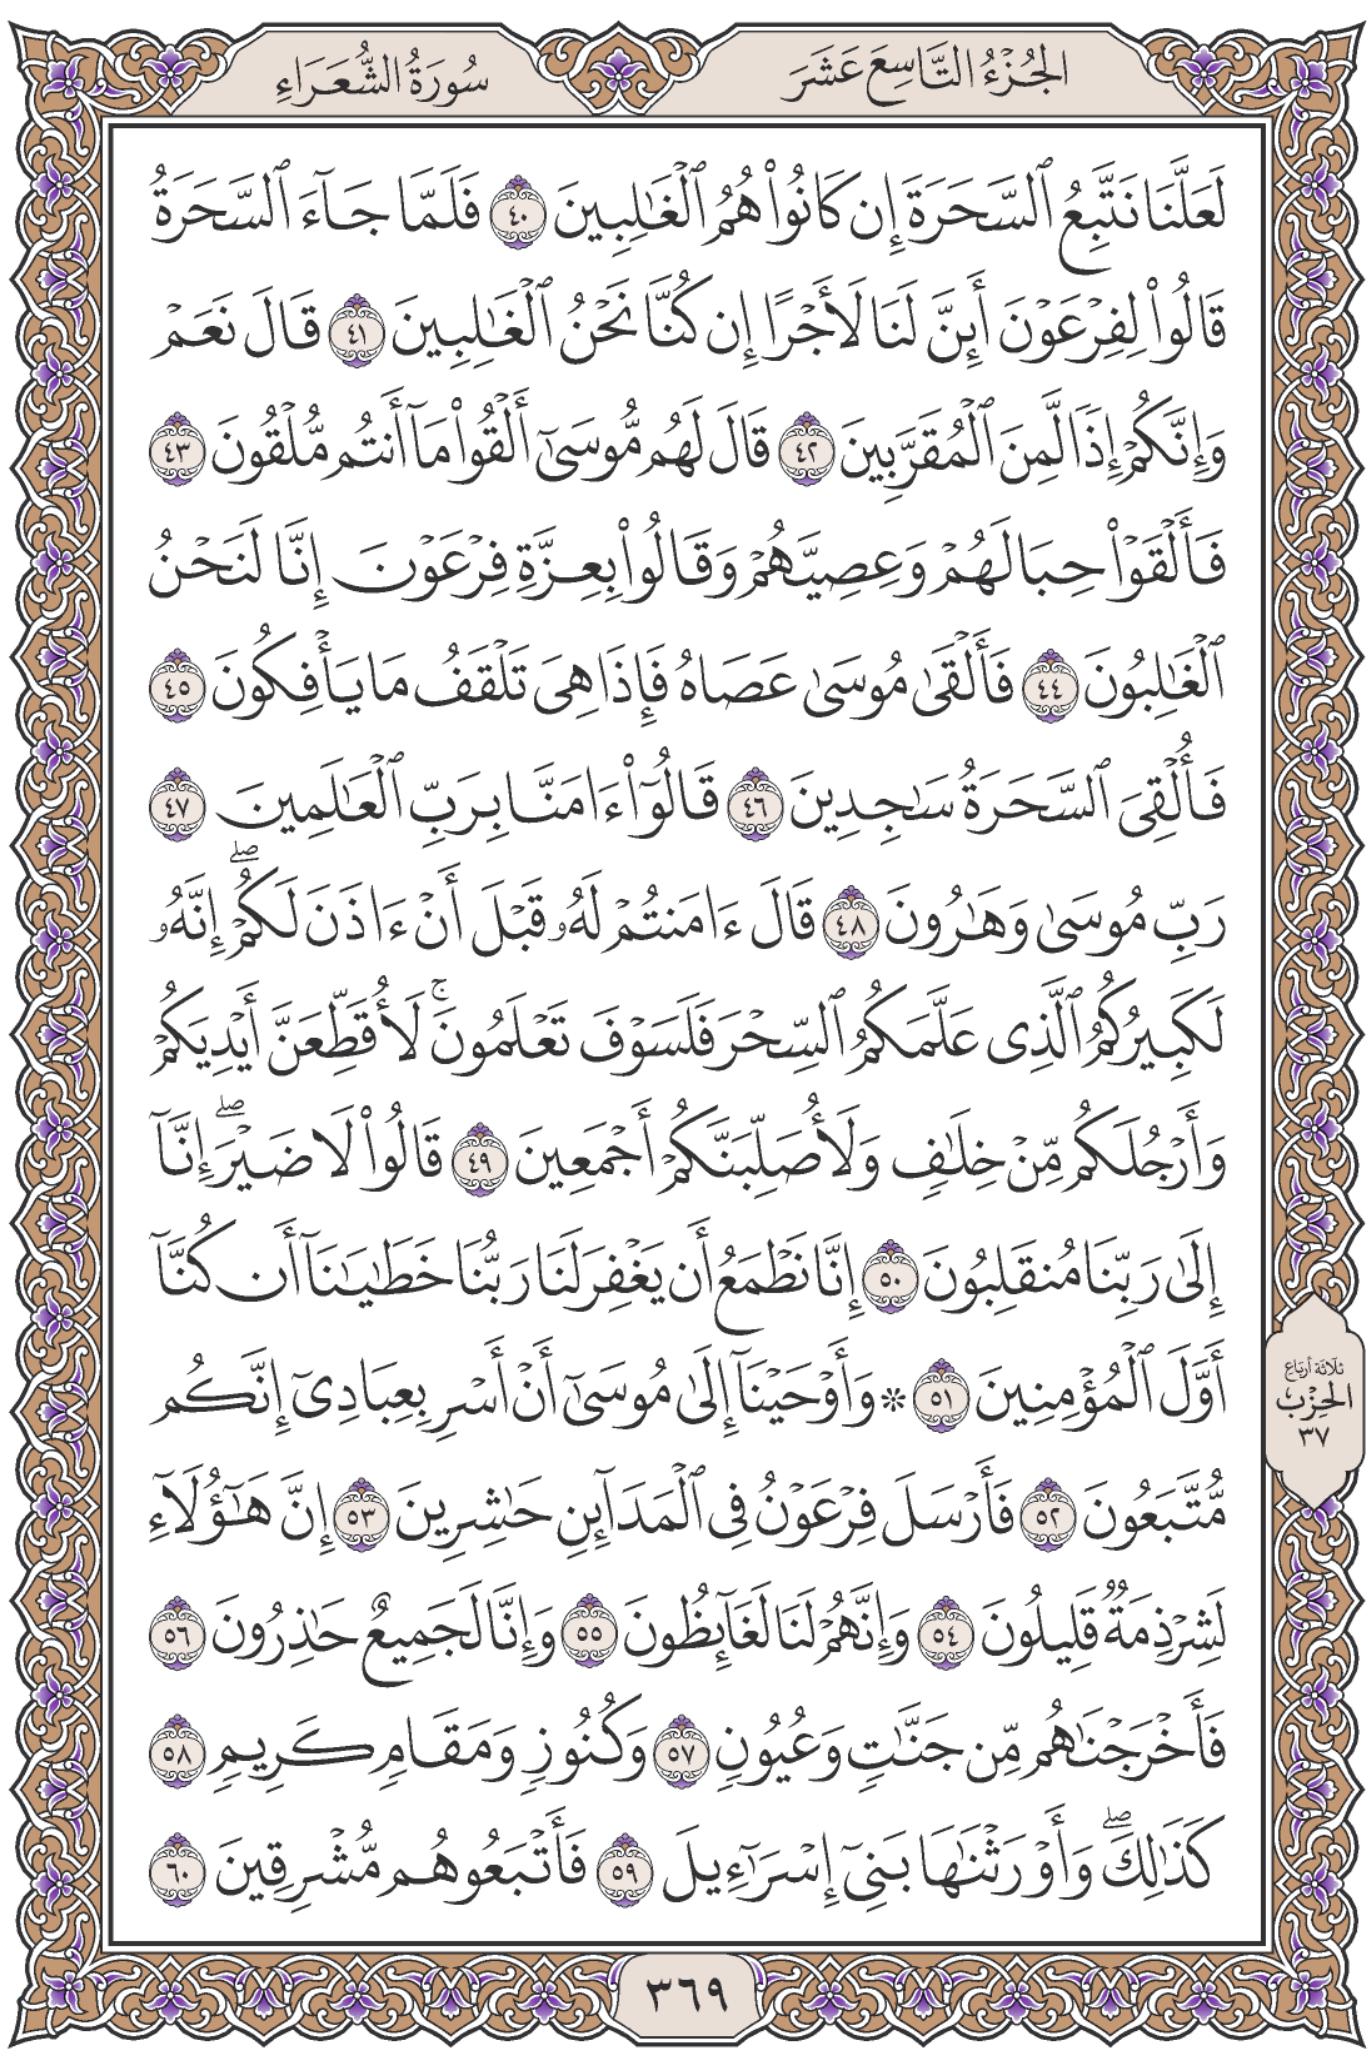 الجُزْءُ التَّاسِعَ عَشَرَ
سُورَةُ الشُّعَرَاءِ
لَعَلَّنَا نَتَّبِعُ ٱلسَّحَرَةَ إِن كَانُوا۟ هُمُ ٱلْغَـٰلِبِينَ ٤٠ فَلَمَّا جَآءَ ٱلسَّحَرَةُ
قَالُوا۟ لِفِرْعَوْنَ أَئِنَّ لَنَا لَأَجْرًا إِن كُنَّا نَحْنُ ٱلْغَـٰلِبِينَ ٤١ قَالَ نَعَمْ
وَإِنَّكُمْ إِذًا لَّمِنَ ٱلْمُقَرَّبِينَ ٤٢ قَالَ لَهُم مُّوسَىٰٓ أَلْقُوا۟ مَآ أَنتُم مُّلْقُونَ ٤٣
فَأَلْقَوْا۟ حِبَالَهُمْ وَعِصِيَّهُمْ وَقَالُوا۟ بِعِزَّةِ فِرْعَوْنَ إِنَّا لَنَحْنُ
ٱلْغَـٰلِبُونَ ٤٤ فَأَلْقَىٰ مُوسَىٰ عَصَاهُ فَإِذَا هِىَ تَلْقَفُ مَا يَأْفِكُونَ ٤٥
فَأُلْقِىَ ٱلسَّحَرَةُ سَـٰجِدِينَ ٤٦ قَالُوٓا۟ ءَامَنَّا بِرَبِّ ٱلْعَـٰلَمِينَ ٤٧
رَبِّ مُوسَىٰ وَهَـٰرُونَ ٤٨ قَالَ ءَامَنتُمْ لَهُۥ قَبْلَ أَنْ ءَاذَنَ لَكُمْ ۖ إِنَّهُۥ
لَكَبِيرُكُمُ ٱلَّذِى عَلَّمَكُمُ ٱلسِّحْرَ فَلَسَوْفَ تَعْلَمُونَ ۚ لَأُقَطِّعَنَّ أَيْدِيَكُمْ
وَأَرْجُلَكُم مِّنْ خِلَـٰفٍ وَلَأُصَلِّبَنَّكُمْ أَجْمَعِينَ ٤٩ قَالُوا۟ لَا ضَيْرَ ۖ إِنَّآ
إِلَىٰ رَبِّنَا مُنقَلِبُونَ ٥٠ إِنَّا نَطْمَعُ أَن يَغْفِرَ لَنَا رَبُّنَا خَطَـٰيَـٰنَآ أَن كُنَّآ
أَوَّلَ ٱلْمُؤْمِنِينَ ٥١ ۞ وَأَوْحَيْنَآ إِلَىٰ مُوسَىٰٓ أَنْ أَسْرِ بِعِبَادِىٓ إِنَّكُم
مُّتَّبَعُونَ ٥٢ فَأَرْسَلَ فِرْعَوْنُ فِى ٱلْمَدَآئِنِ حَـٰشِرِينَ ٥٣ إِنَّ هَـٰٓؤُلَآءِ
لَشِرْذِمَةٌ قَلِيلُونَ ٥٤ وَإِنَّهُمْ لَنَا لَغَآئِظُونَ ٥٥ وَإِنَّا لَجَمِيعٌ حَـٰذِرُونَ ٥٦
فَأَخْرَجْنَـٰهُم مِّن جَنَّـٰتٍ وَعُيُونٍ ٥٧ وَكُنُوزٍ وَمَقَامٍ كَرِيمٍ ٥٨
كَذَٰلِكَ ۖ وَأَوْرَثْنَـٰهَا بَنِىٓ إِسْرَٰٓءِيلَ ٥٩ فَأَتْبَعُوهُم مُّشْرِقِينَ ٦٠
ثلاثة أرباع
الحِزْب
٣٧
٣٦٩